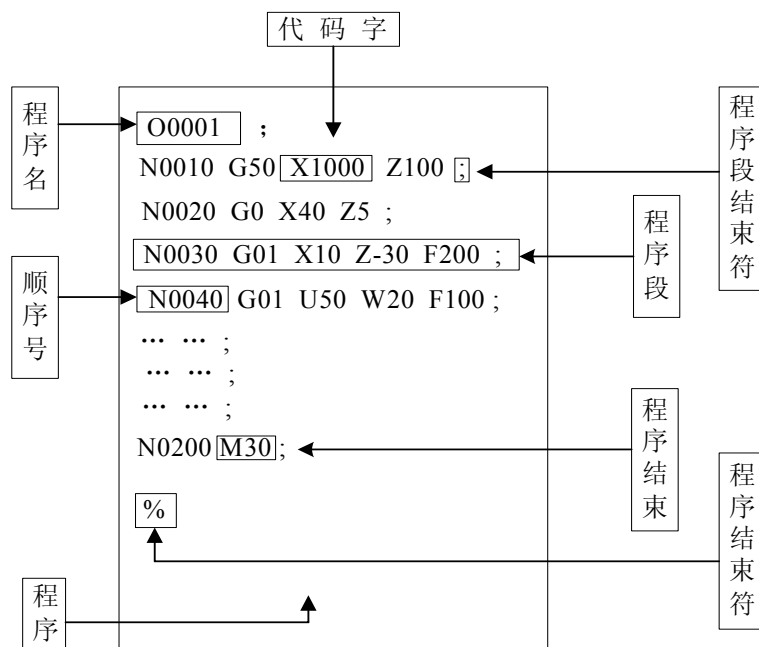 代码字
程序名
O0001 ;
N0010 G50 X1000 Z100 ;
程序段结束符
N0020 G0 X40 Z5 ;
N0030 G01 X10 Z-30 F200 ;
程序段
顺序号
N0040 G01 U50 W20 F100 ;
… … ;
… … ;
… … ;
N0200 M30 ;
程序结束
%
程序结束符
程序